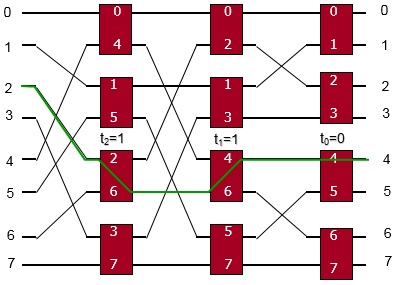 0 0 0 0 0
1 4 2 1 1
2 1 1 2 2
3 5 3 3 3
t2=1 t1=1 t0=0
4 2 4 4 4
5 6 6 5 5
6 3 5 6 6
7 7 7 7 7